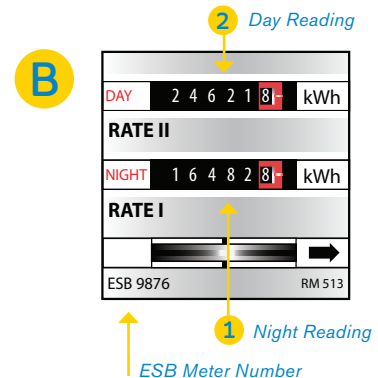 2 Day Reading
B
DAY 2 4 6 2 1 8 kWh
RATE II
NIGHT 1 6 4 8 2 8 kWh
RATE I
ESB 9876 RM 513
1 Night Reading
ESB Meter Number